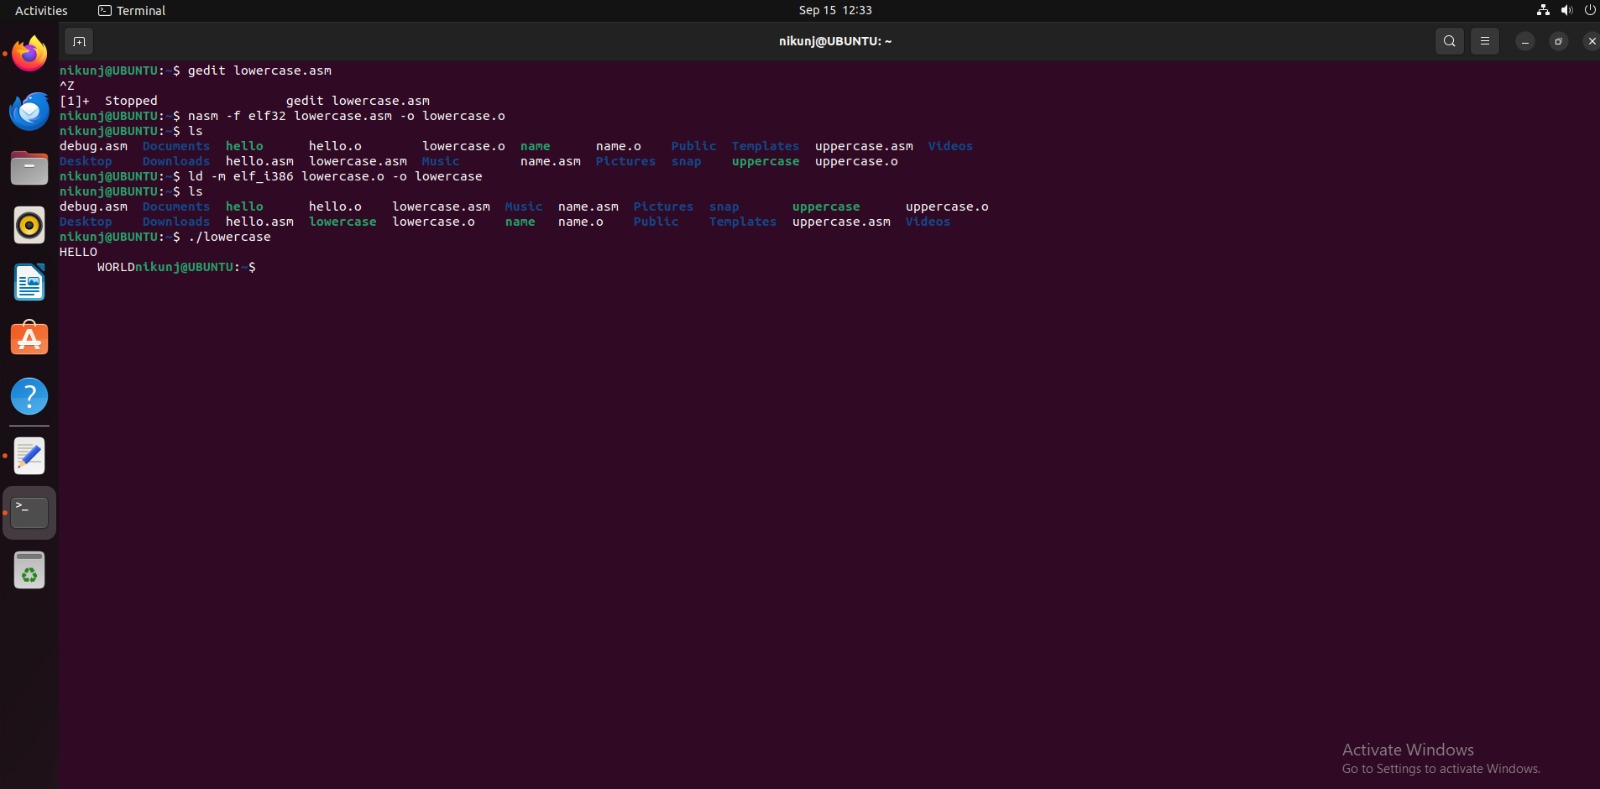 Activities Terminal Sep 15 12:33
nikunj@UBUNTU: ~
nikunj@UBUNTU:~$ gedit lowercase.asm
^Z
[1]+  Stopped                 gedit lowercase.asm
nikunj@UBUNTU:~$ nasm -f elf32 lowercase.asm -o lowercase.o
nikunj@UBUNTU:~$ ls
debug.asm  Documents  hello      hello.o        lowercase.o  name      name.o    Public  Templates  uppercase.asm  Videos
Desktop    Downloads  hello.asm  lowercase.asm  Music        name.asm  Pictures  snap    uppercase  uppercase.o
nikunj@UBUNTU:~$ ld -m elf_i386 lowercase.o -o lowercase
nikunj@UBUNTU:~$ ls
debug.asm  Documents  hello      hello.o    lowercase.asm  Music  name.asm  Pictures  snap       uppercase      uppercase.o
Desktop    Downloads  hello.asm  lowercase  lowercase.o    name   name.o    Public    Templates  uppercase.asm  Videos
nikunj@UBUNTU:~$ ./lowercase
HELLO
     WORLDnikunj@UBUNTU:~$
Activate Windows
Go to Settings to activate Windows.